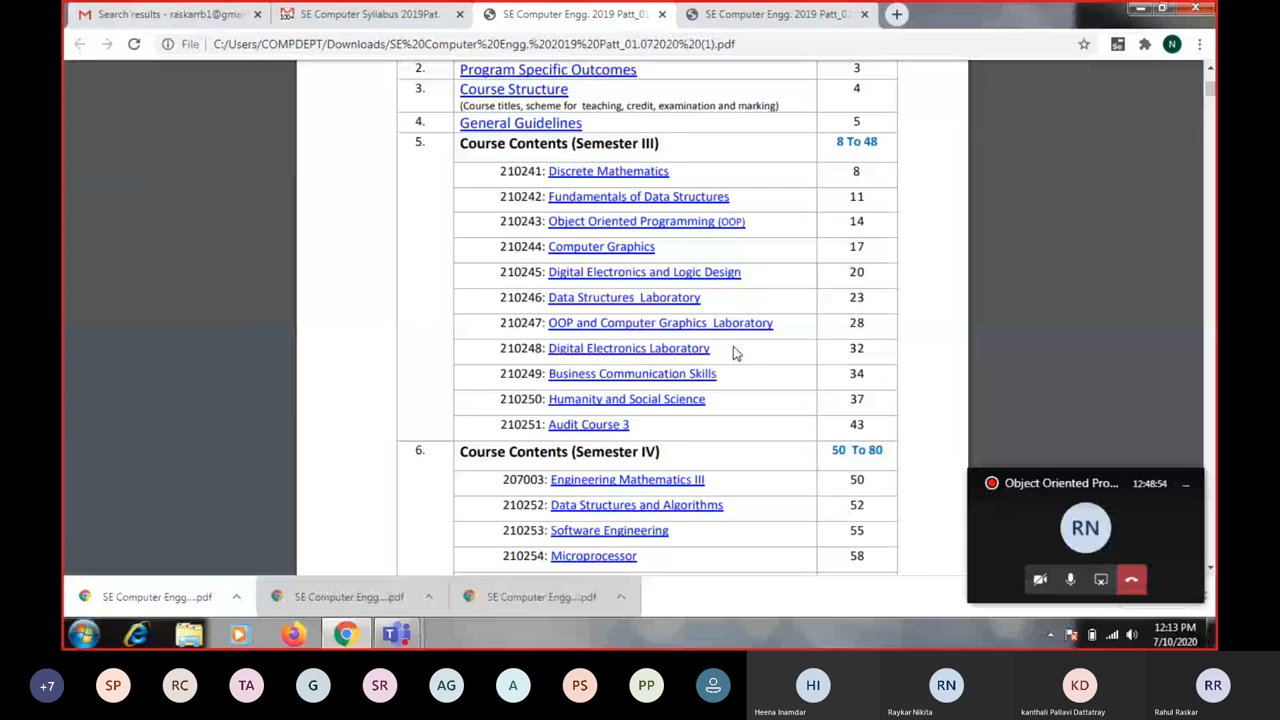 Search results - raskarrb1@gma
SE Computer Syllabus 2019Pat.
SE Computer Engg. 2019 Patt_01.
SE Computer Engg. 2019 Patt_02.
File
C:/Users/COMPDEPT/Downloads/SE%20Computer%20Engg.%202019%20Patt_01.072020%20(1).pdf
N
2. Program Specific Outcomes 3
3. Course Structure 4
(Course titles, scheme for teaching, credit, examination and marking)
4. General Guidelines 5
5. Course Contents (Semester III) 8 To 48
210241: Discrete Mathematics 8
210242: Fundamentals of Data Structures 11
210243: Object Oriented Programming (OOP) 14
210244: Computer Graphics 17
210245: Digital Electronics and Logic Design 20
210246: Data Structures Laboratory 23
210247: OOP and Computer Graphics Laboratory 28
210248: Digital Electronics Laboratory 32
210249: Business Communication Skills 34
210250: Humanity and Social Science 37
210251: Audit Course 3 43
6. Course Contents (Semester IV) 50 To 80
207003: Engineering Mathematics III 50
210252: Data Structures and Algorithms 52
210253: Software Engineering 55
210254: Microprocessor 58
Object Oriented Pro... 12:48:54
RN
SE Computer Engg....pdf
SE Computer Engg....pdf
SE Computer Engg....pdf
12:13 PM
7/10/2020
+7 SP RC TA G SR AG A PS PP HI RN KD RR
Heena Inamdar
Raykar Nikita
kanthali Pallavi Dattatray
Rahul Raskar